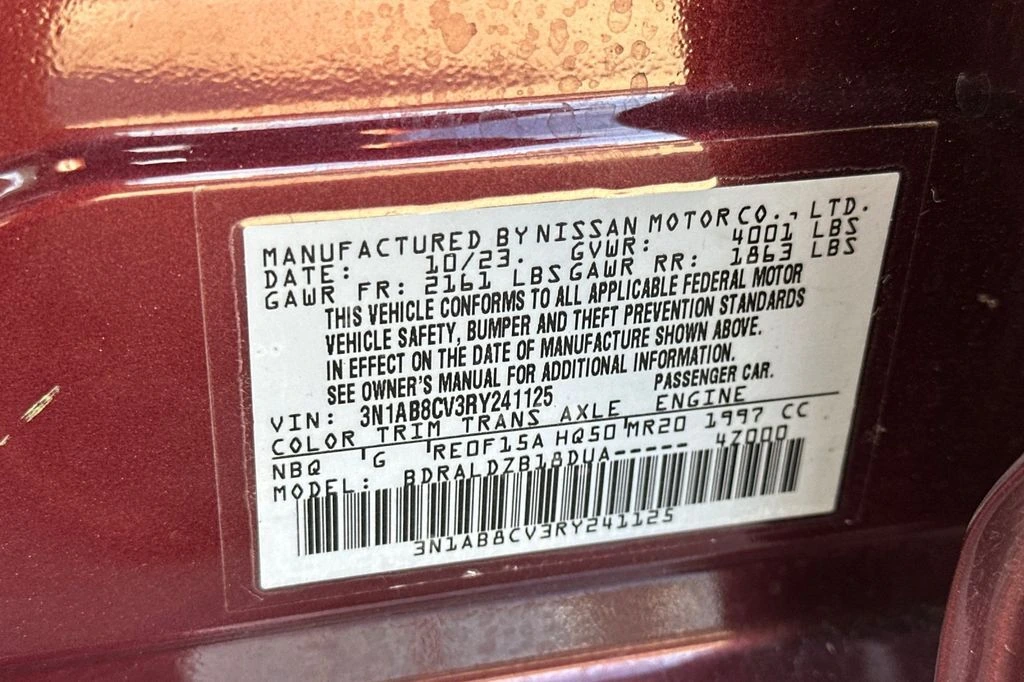 MANUFACTURED BY NISSAN MOTOR CO., LTD.
DATE: 10/23. GVWR: 4001 LBS
GAWR FR: 2161 LBS GAWR RR: 1863 LBS
THIS VEHICLE CONFORMS TO ALL APPLICABLE FEDERAL MOTOR
VEHICLE SAFETY, BUMPER AND THEFT PREVENTION STANDARDS
IN EFFECT ON THE DATE OF MANUFACTURE SHOWN ABOVE.
SEE OWNER'S MANUAL FOR ADDITIONAL INFORMATION.
VIN: 3N1AB8CV3RY241125 PASSENGER CAR.
COLOR TRIM TRANS AXLE ENGINE
NBQ G RE0F15A HQ50 MR20 1997 CC
MODEL: BDRALDZB18DUA----- 4Z000
3N1AB8CV3RY241125